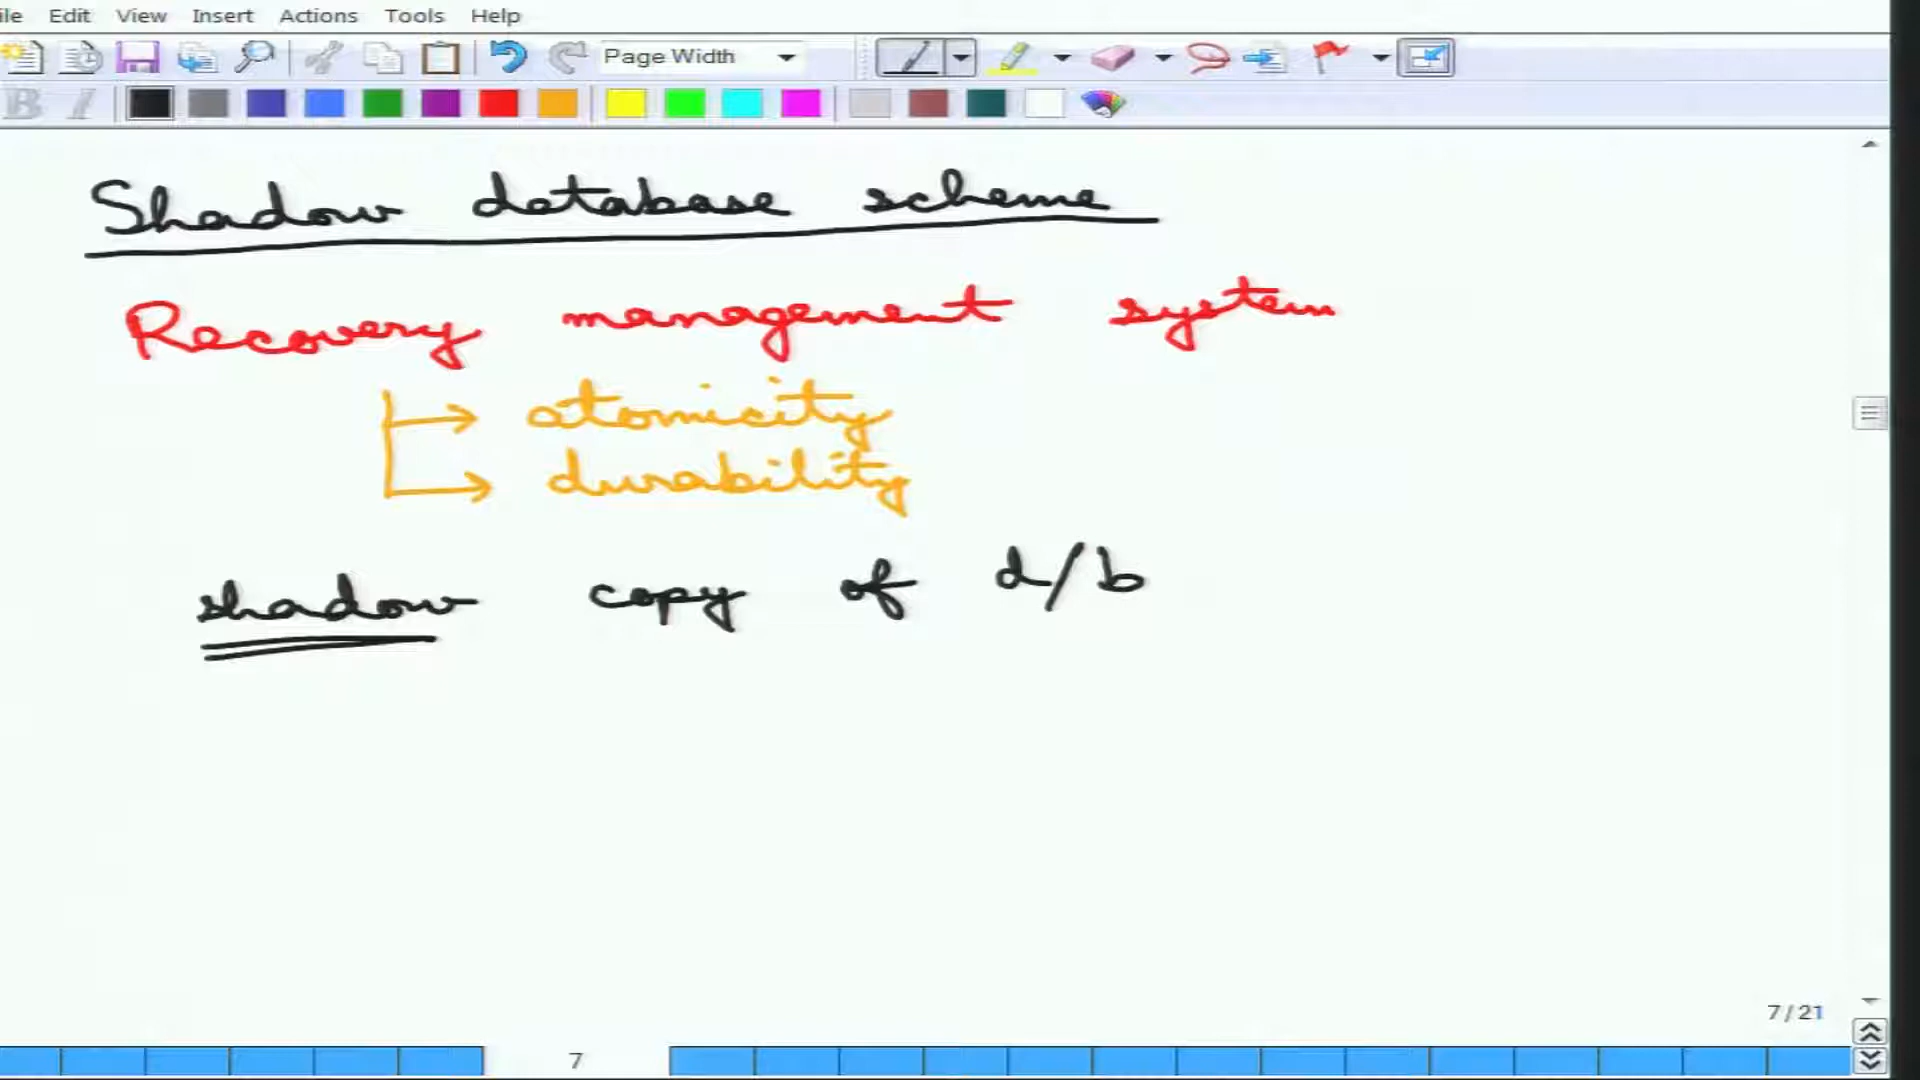 ile Edit View Insert Actions Tools Help
Page Width
B I
Shadow database scheme
Recovery management system
atomicity
durability
shadow copy of d/b
7/21
7